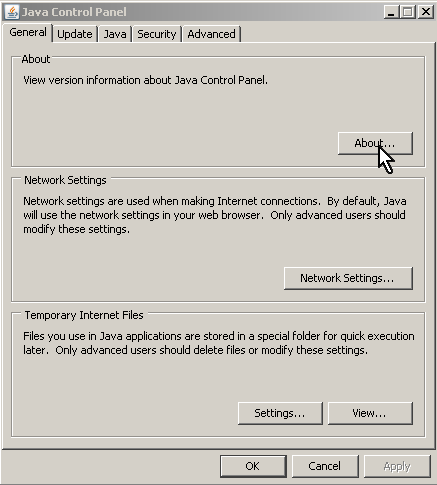 Java Control Panel
General Update Java Security Advanced
About
View version information about Java Control Panel.
About...
Network Settings
Network settings are used when making Internet connections. By default, Java
will use the network settings in your web browser. Only advanced users should
modify these settings.
Network Settings...
Temporary Internet Files
Files you use in Java applications are stored in a special folder for quick execution
later. Only advanced users should delete files or modify these settings.
Settings... View...
OK Cancel Apply